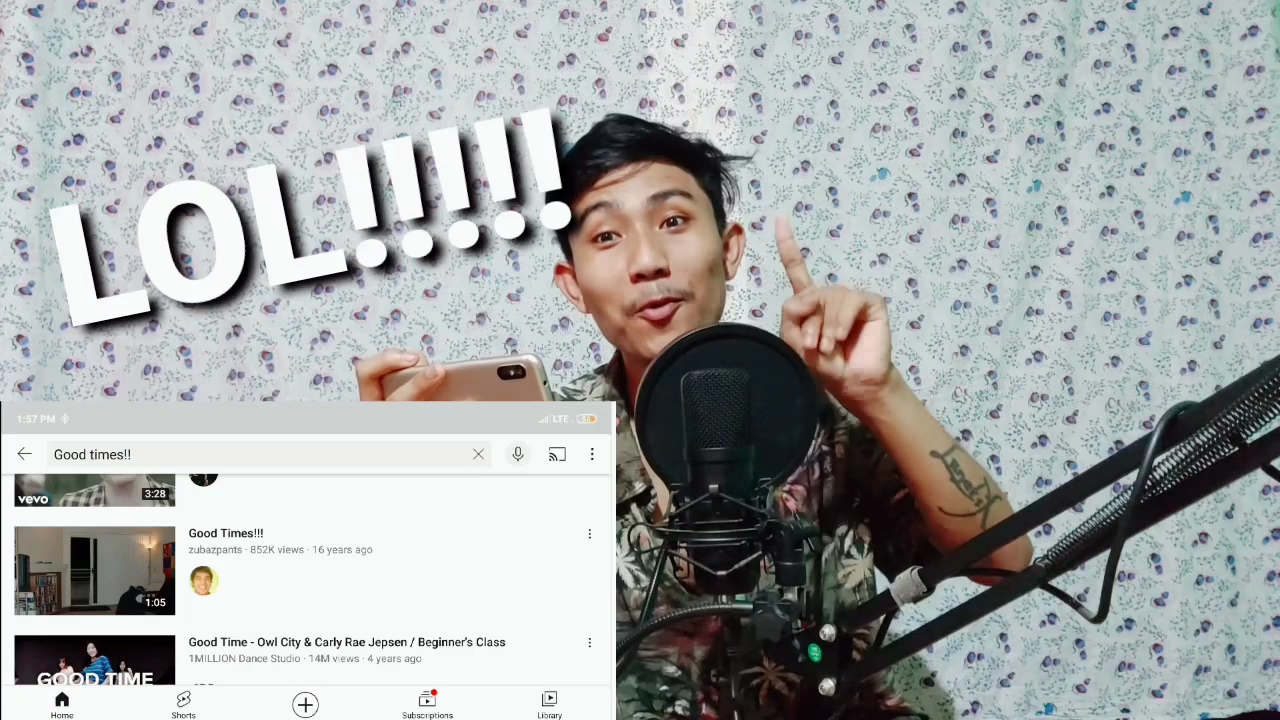 LOL!!!!!
1:57 PM
LTE
Good times!!
vevo
3:28
Good Times!!!
zubazpants · 852K views · 16 years ago
1:05
Good Time - Owl City & Carly Rae Jepsen / Beginner's Class
1MILLION Dance Studio · 14M views · 4 years ago
GOOD TIME
Home
Shorts
Subscriptions
Library